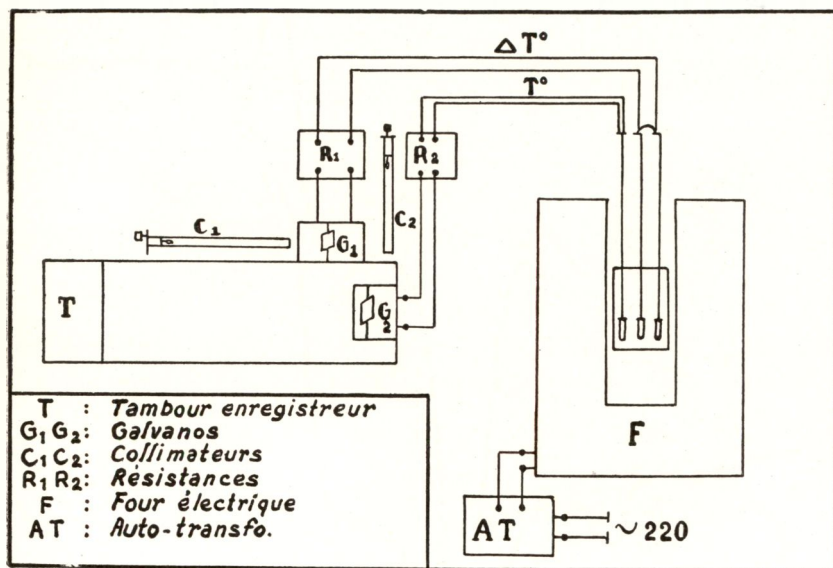 △ T°
T°
R₁
R₂
C₁
C₂
G₁
T
G₂
F
AT
~ 220
T : Tambour enregistreur
G₁ G₂: Galvanos
C₁ C₂: Collimateurs
R₁ R₂: Résistances
F : Four électrique
AT : Auto-transfo.